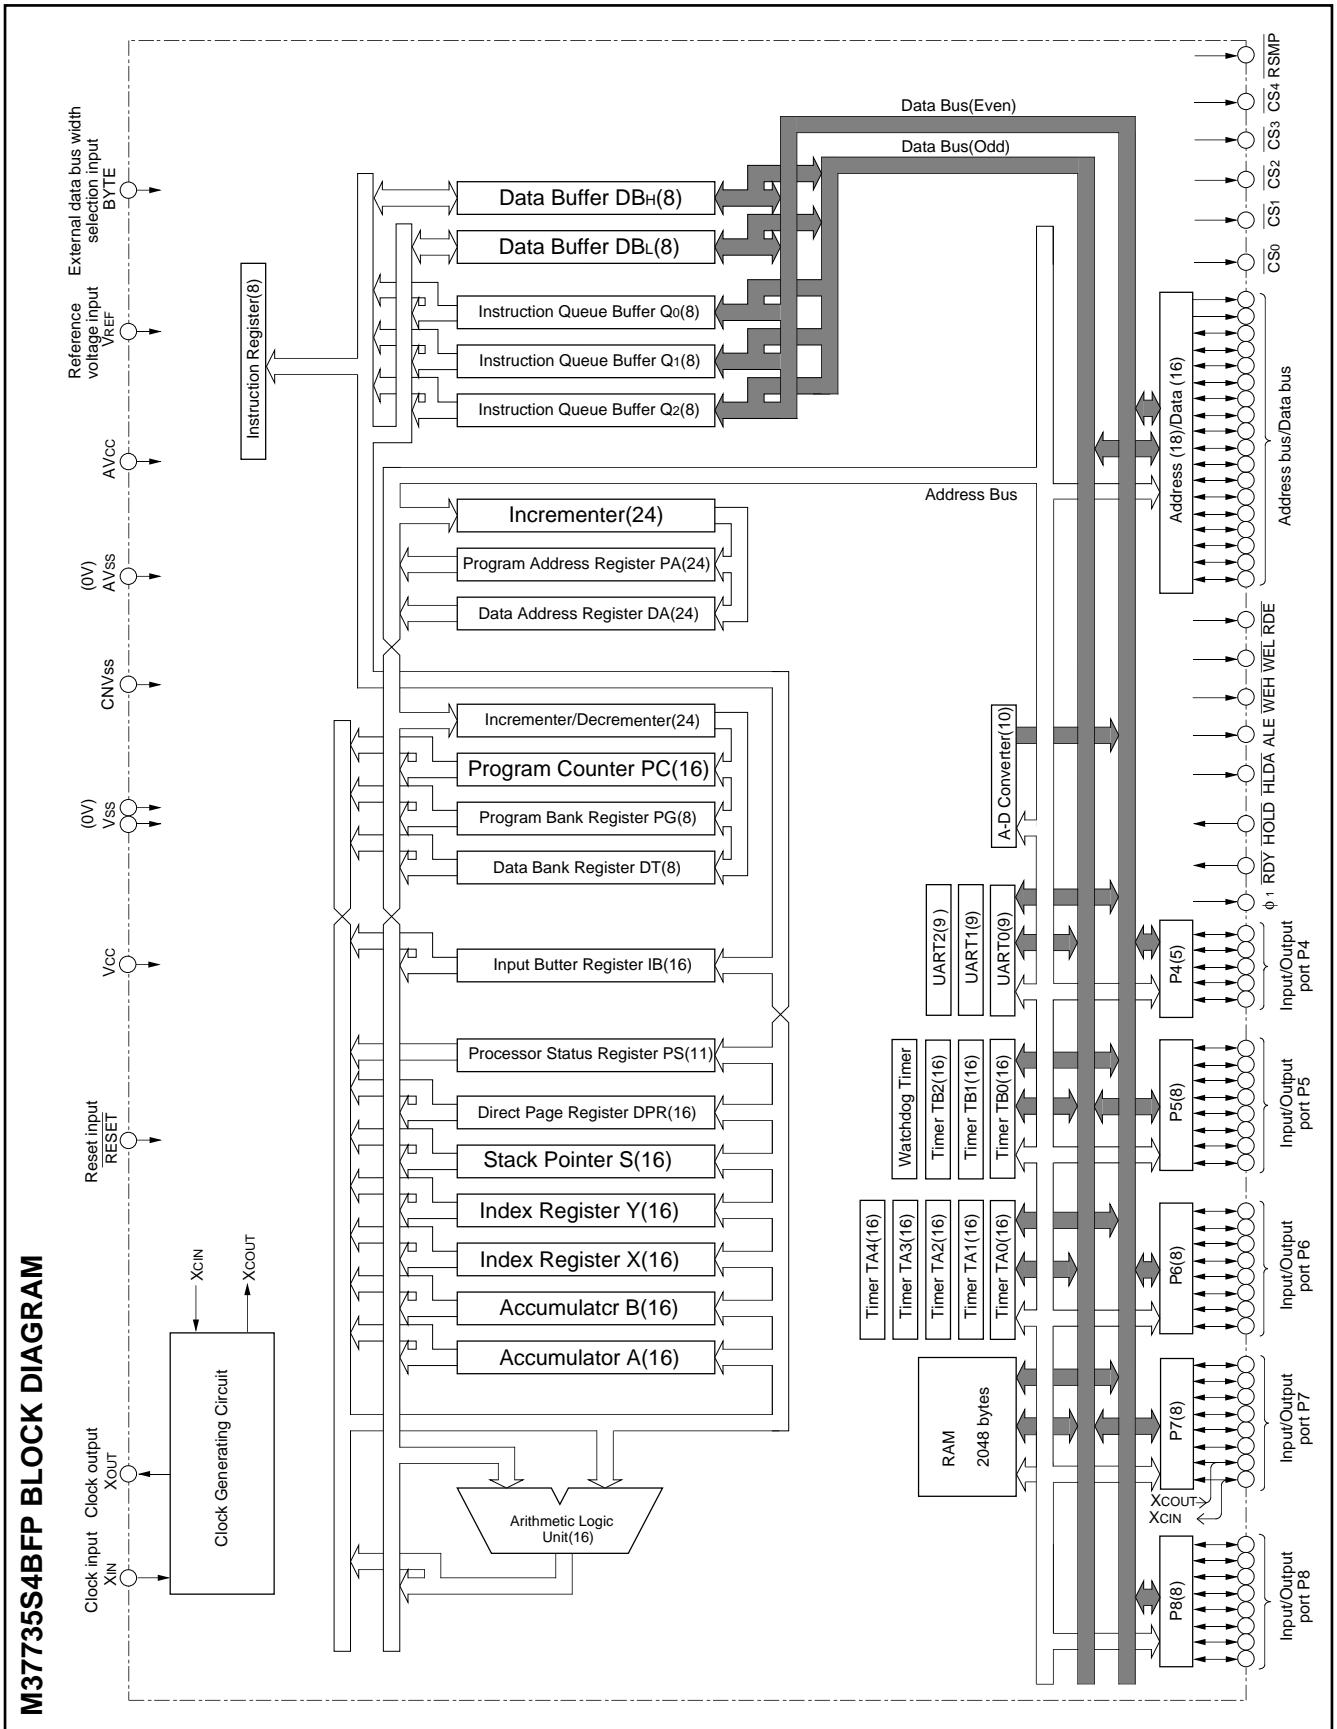 M37735S4BFP BLOCK DIAGRAM
Clock input
XIN
Clock output
XOUT
Reset input
RESET
VCC
(0V)
VSS
CNVss
(0V)
AVSS
AVCC
Reference
voltage input
VREF
External data bus width
selection input
BYTE
Clock Generating Circuit
XCIN
XCOUT
Instruction Register(8)
Arithmetic Logic
Unit(16)
Accumulator A(16)
Accumulatcr B(16)
Index Register X(16)
Index Register Y(16)
Stack Pointer S(16)
Direct Page Register DPR(16)
Processor Status Register PS(11)
Input Butter Register IB(16)
Data Bank Register DT(8)
Program Bank Register PG(8)
Program Counter PC(16)
Incrementer/Decrementer(24)
Data Address Register DA(24)
Program Address Register PA(24)
Incrementer(24)
Instruction Queue Buffer Q2(8)
Instruction Queue Buffer Q1(8)
Instruction Queue Buffer Q0(8)
Data Buffer DBL(8)
Data Buffer DBH(8)
Data Bus(Even)
Data Bus(Odd)
Address Bus
RAM
2048 bytes
Timer TA4(16)
Timer TA3(16)
Timer TA2(16)
Timer TA1(16)
Timer TA0(16)
Watchdog Timer
Timer TB2(16)
Timer TB1(16)
Timer TB0(16)
UART2(9 )
UART1(9)
UART0(9)
A-D Converter(10)
XCOUT
XCIN
P8(8)
P7(8)
P6(8)
P5(8)
P4(5)
Address (18)/Data (16)
Input/Output
port P8
Input/Output
port P7
Input/Output
port P6
Input/Output
port P5
Input/Output
port P4
ϕ 1 RDY HOLD HLDA ALE WEH WEL RDE
Address bus/Data bus
CS0 CS1 CS2 CS3 CS4 RSMP